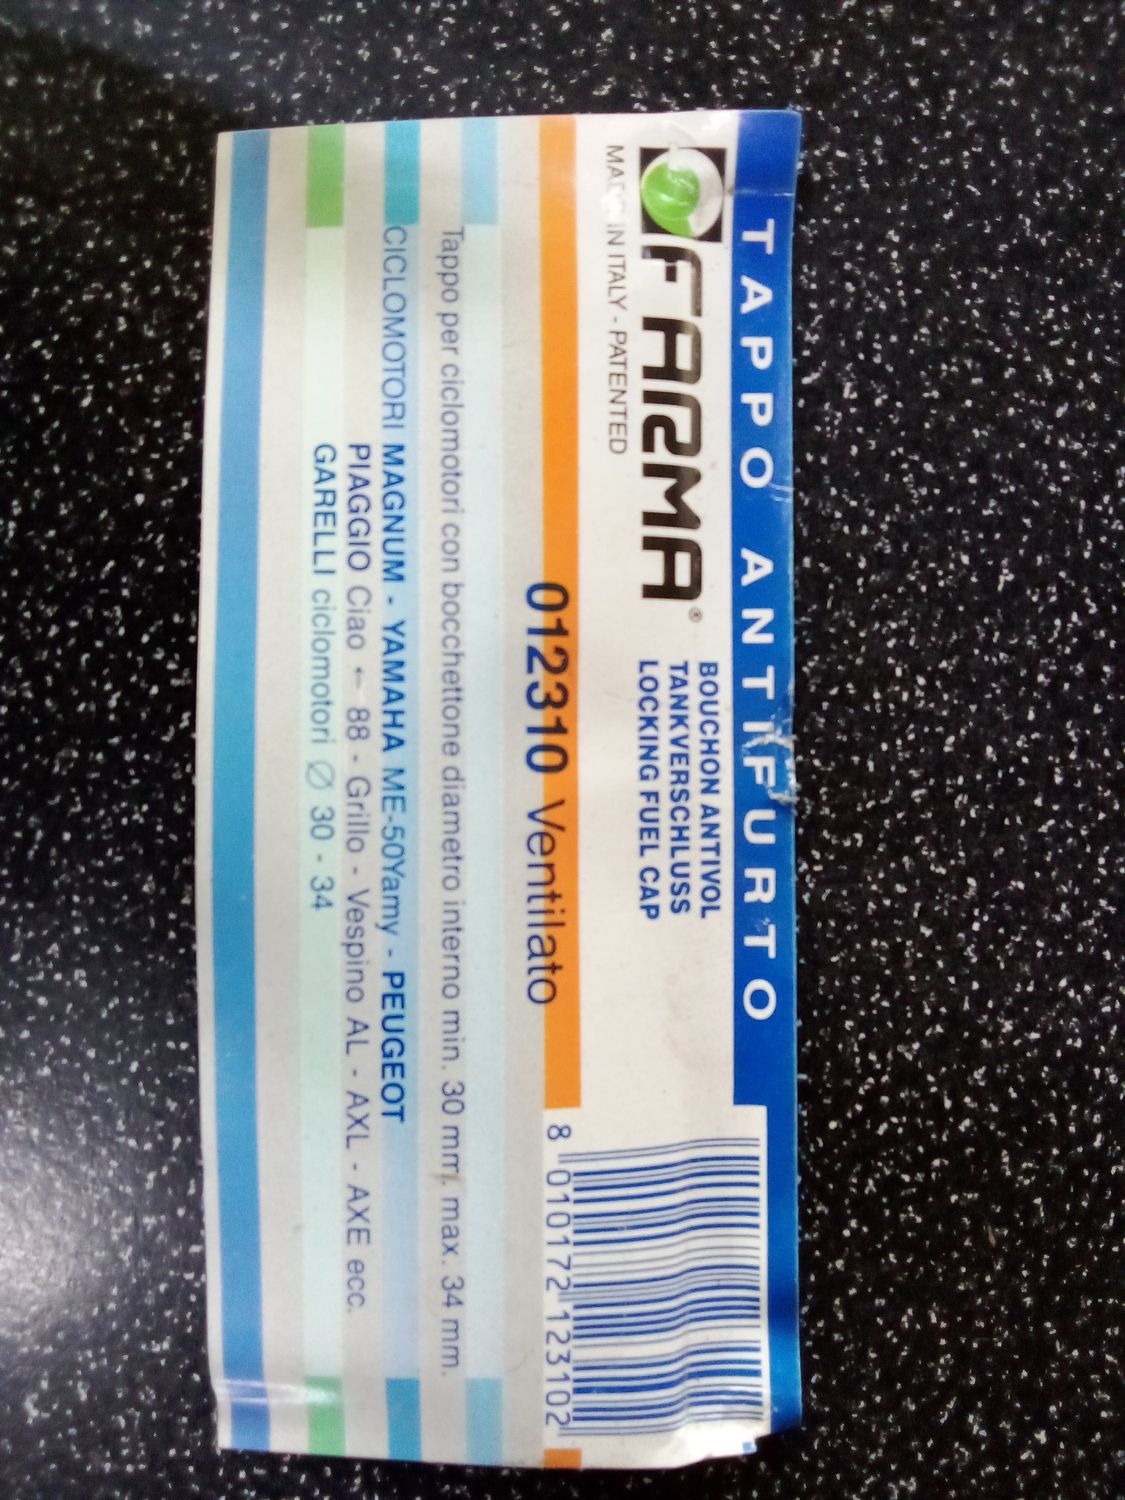 TAPPO ANTIFURTO
FARMA®
MADE IN ITALY - PATENTED
BOUCHON ANTIVOL
TANKVERSCHLUSS
LOCKING FUEL CAP
012310 Ventilato
8 010172 123102
Tappo per ciclomotori con bocchettone diametro interno min. 30 mm. max. 34 mm.
CICLOMOTORI MAGNUM - YAMAHA ME-50Yamy - PEUGEOT
PIAGGIO Ciao ← 88 - Grillo - Vespino AL - AXL - AXE ecc.
GARELLI ciclomotori Ø 30 - 34